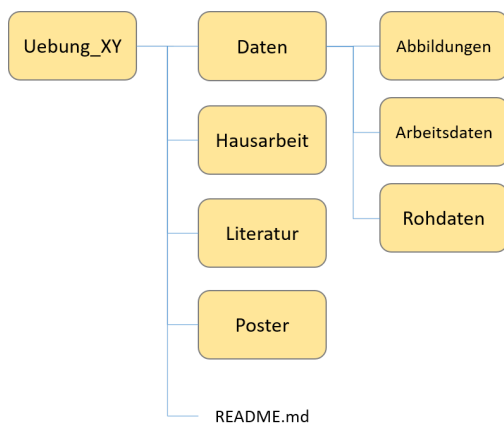 Uebung_XY
Daten
Abbildungen
Arbeitsdaten
Rohdaten
Hausarbeit
Literatur
Poster
README.md